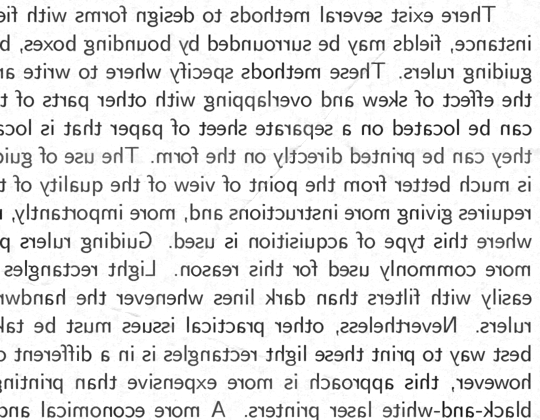 There exist several methods to design forms with fie
instance, fields may be surrounded by bounding boxes, b
guiding rulers. These methods specify where to write an
the effect of skew and overlapping with other parts of t
can be located on a separate sheet of paper that is loca
they can be printed directly on the form. The use of gui
is much better from the point of view of the quality of t
requires giving more instructions and, more importantly,
where this type of acquisition is used. Guiding rulers p
more commonly used for this reason. Light rectangles
easily with filters than dark lines whenever the handwr
rulers. Nevertheless, other practical issues must be tak
best way to print these light rectangles is in a different c
however, this approach is more expensive than printing
black-and-white laser printers. A more economical and